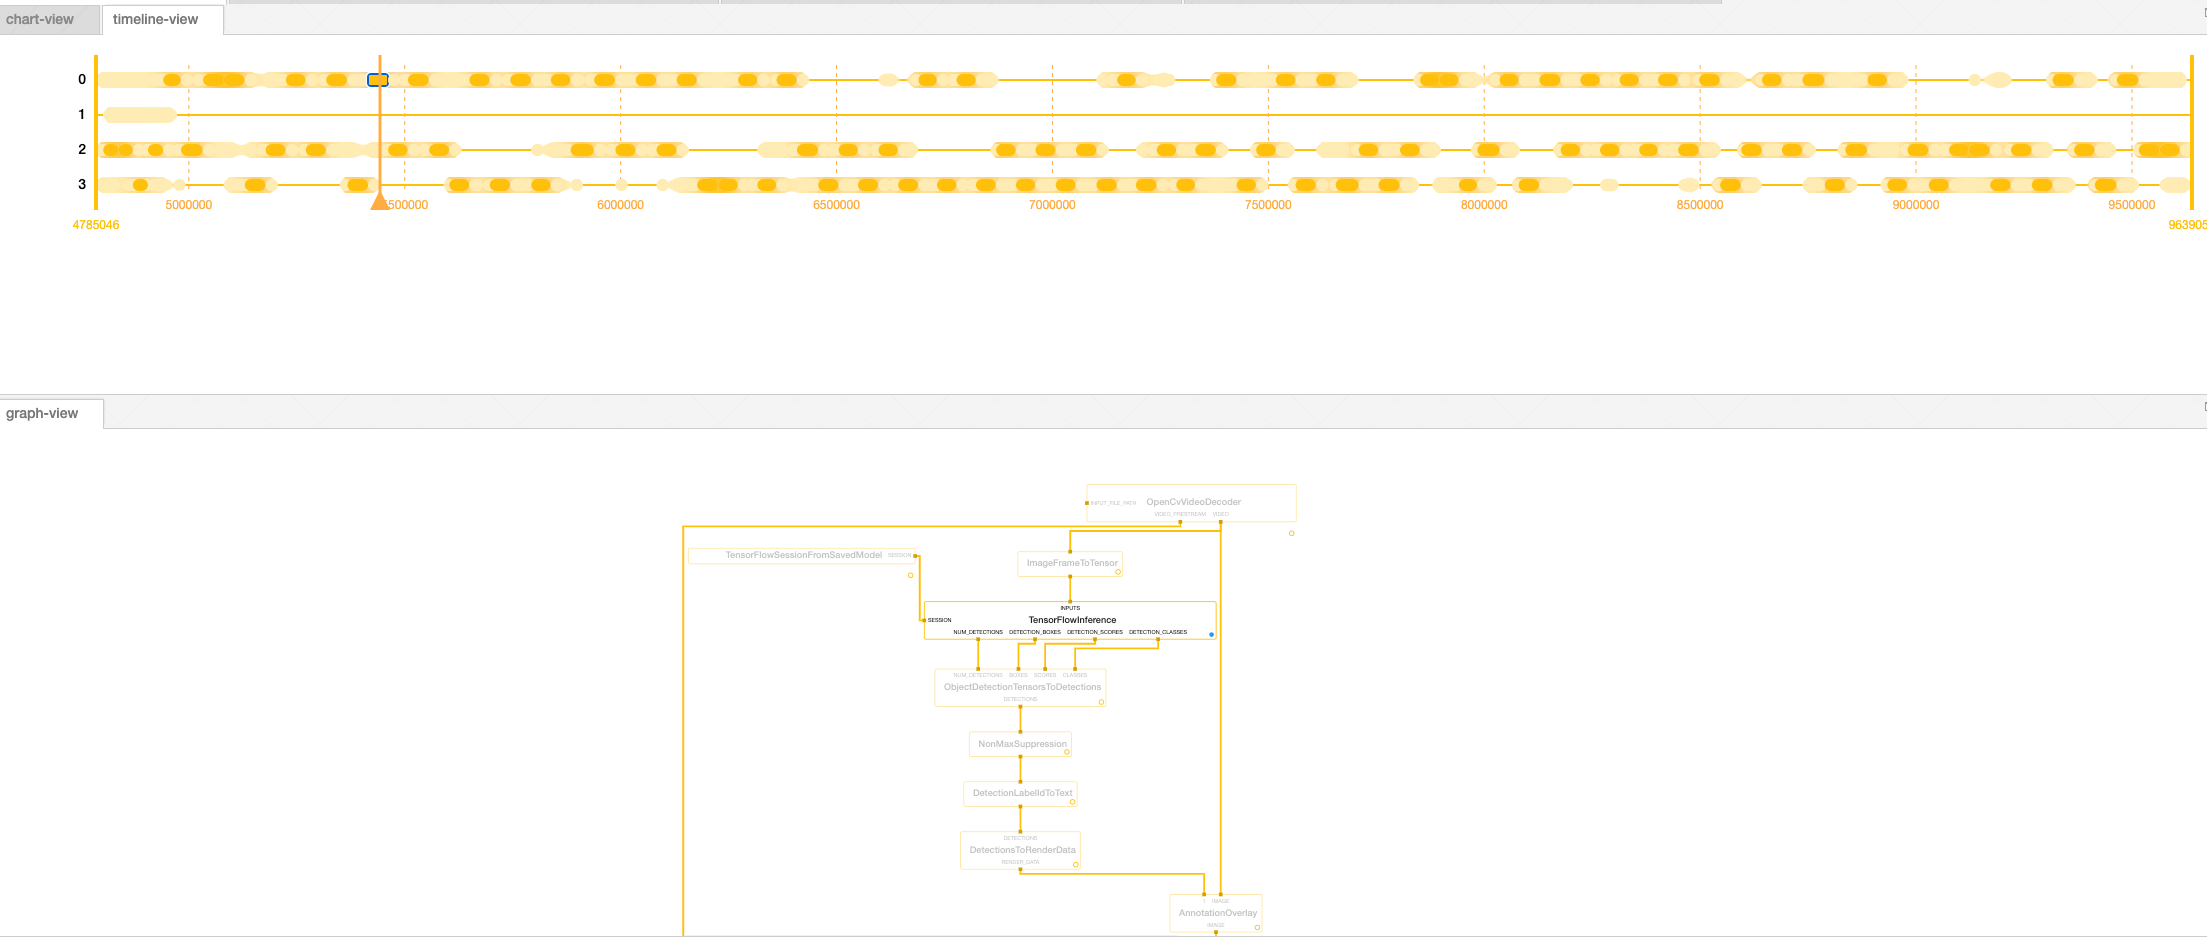 chart-view timeline-view
0
1
2
3
5000000 500000 6000000 6500000 7000000 7500000 8000000 8500000 9000000 9500000
4785046 963905
graph-view
INPUT_FILE_PATH OpenCvVideoDecoder
VIDEO_PRESTREAM VIDEO
TensorFlowSessionFromSavedModel SESSION
ImageFrameToTensor
INPUTS
SESSION TensorFlowInference
NUM_DETECTIONS DETECTION_BOXES DETECTION_SCORES DETECTION_CLASSES
NUM_DETECTIONS BOXES SCORES CLASSES
ObjectDetectionTensorsToDetections
DETECTIONS
NonMaxSuppression
DetectionLabelIdToText
DETECTIONS
DetectionsToRenderData
RENDER_DATA
IMAGE
AnnotationOverlay
IMAGE